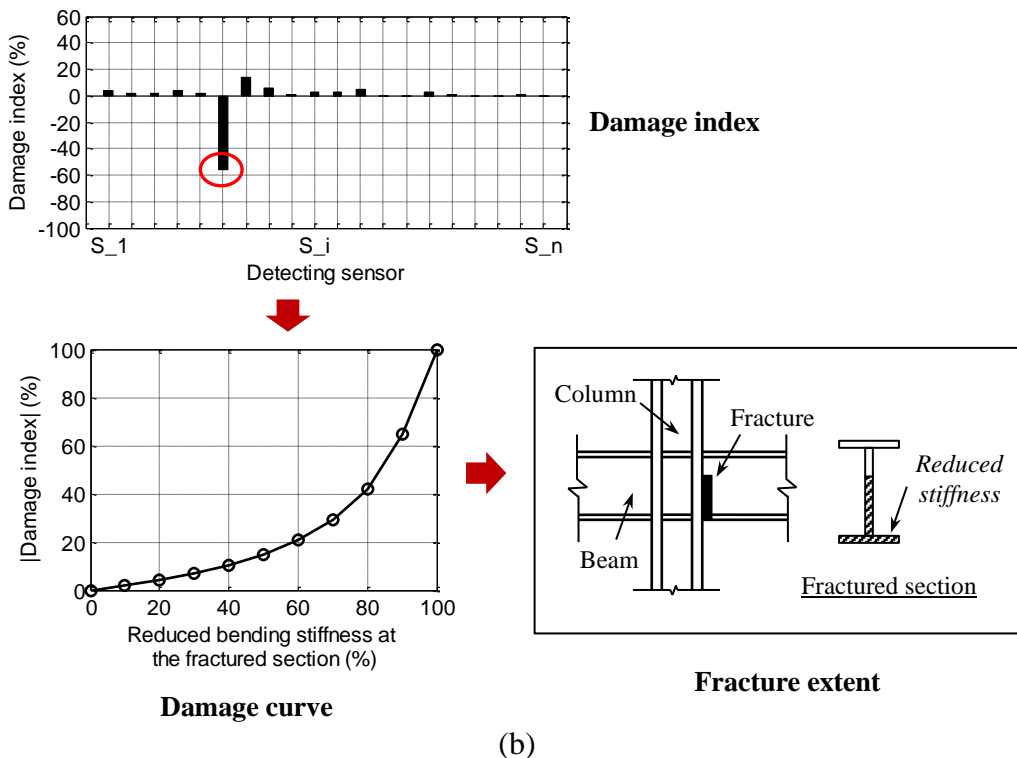 60
40
20
0
-20
-40
-60
-80
-100
Damage index (%)
S_1 S_i S_n
Detecting sensor
Damage index
100
80
60
40
20
0
|Damage index| (%)
0 20 40 60 80 100
Reduced bending stiffness at
the fractured section (%)
Damage curve
Column
Fracture
Beam
Reduced
stiffness
Fractured section
Fracture extent
(b)